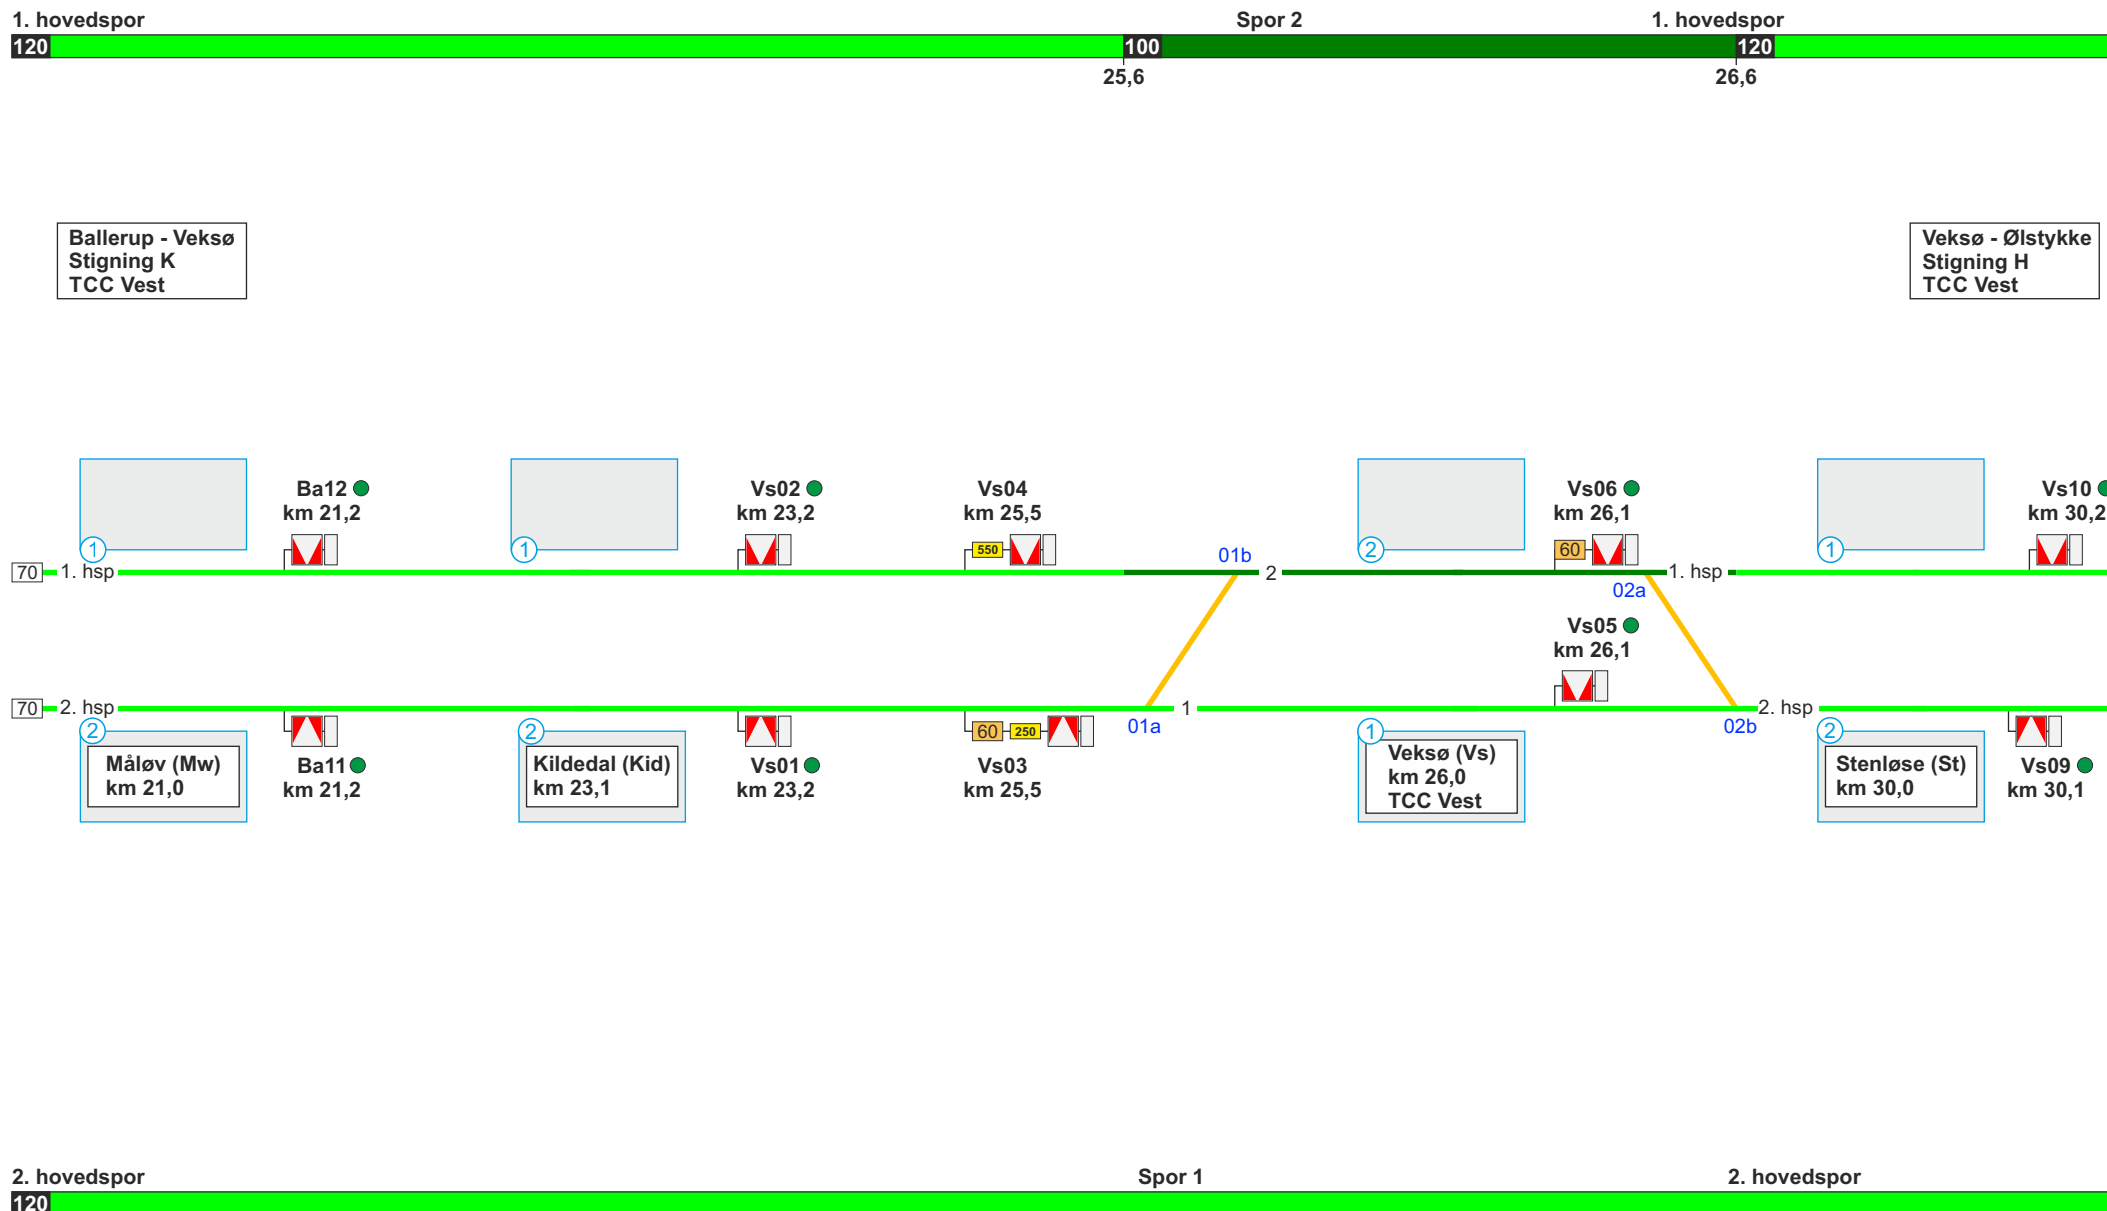 1. hovedspor
Spor 2
1. hovedspor
120
100
120
25,6
26,6
Ballerup - Veksø
Stigning K
TCC Vest
Veksø - Ølstykke
Stigning H
TCC Vest
Ba12
km 21,2
Vs02
km 23,2
Vs04
km 25,5
Vs06
km 26,1
Vs10
km 30,2
1
1
550
2
60
1
70
1. hsp
01b
2
1. hsp
02a
Vs05
km 26,1
70
2. hsp
1
2. hsp
01a
02b
2
2
60
250
1
2
Måløv (Mw)
km 21,0
Ba11
km 21,2
Kildedal (Kid)
km 23,1
Vs01
km 23,2
Vs03
km 25,5
Veksø (Vs)
km 26,0
TCC Vest
Stenløse (St)
km 30,0
Vs09
km 30,1
2. hovedspor
Spor 1
2. hovedspor
120